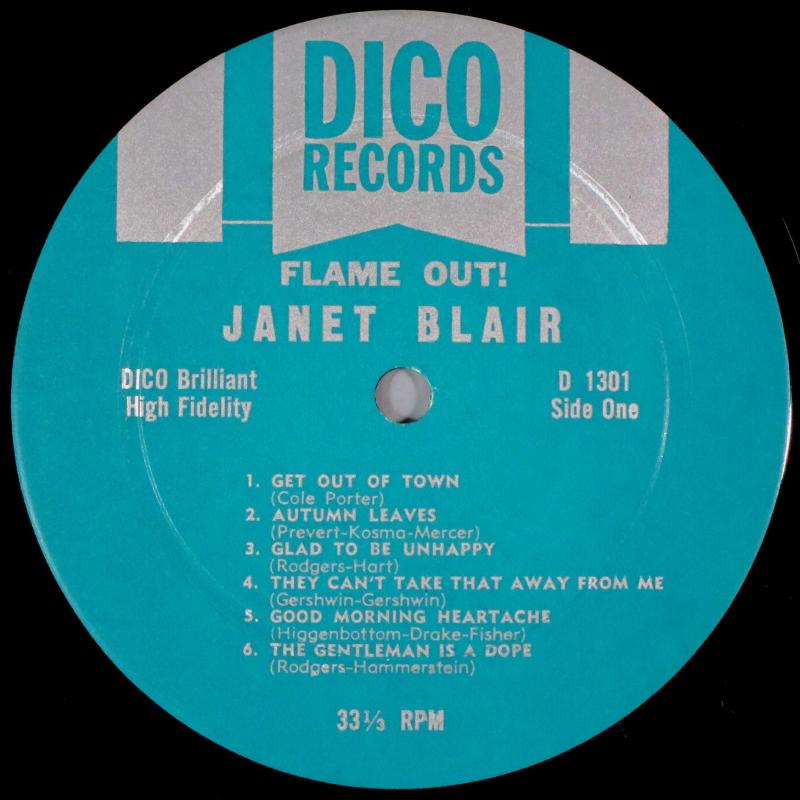 DICO
RECORDS
FLAME OUT!
JANET BLAIR
DICO Brilliant
High Fidelity
D 1301
Side One
1. GET OUT OF TOWN
(Cole Porter)
2. AUTUMN LEAVES
(Prevert-Kosma-Mercer)
3. GLAD TO BE UNHAPPY
(Rodgers-Hart)
4. THEY CAN'T TAKE THAT AWAY FROM ME
(Gershwin-Gershwin)
5. GOOD MORNING HEARTACHE
(Higgenbottom-Drake-Fisher)
6. THE GENTLEMAN IS A DOPE
(Rodgers-Hammerstein)
33⅓ RPM